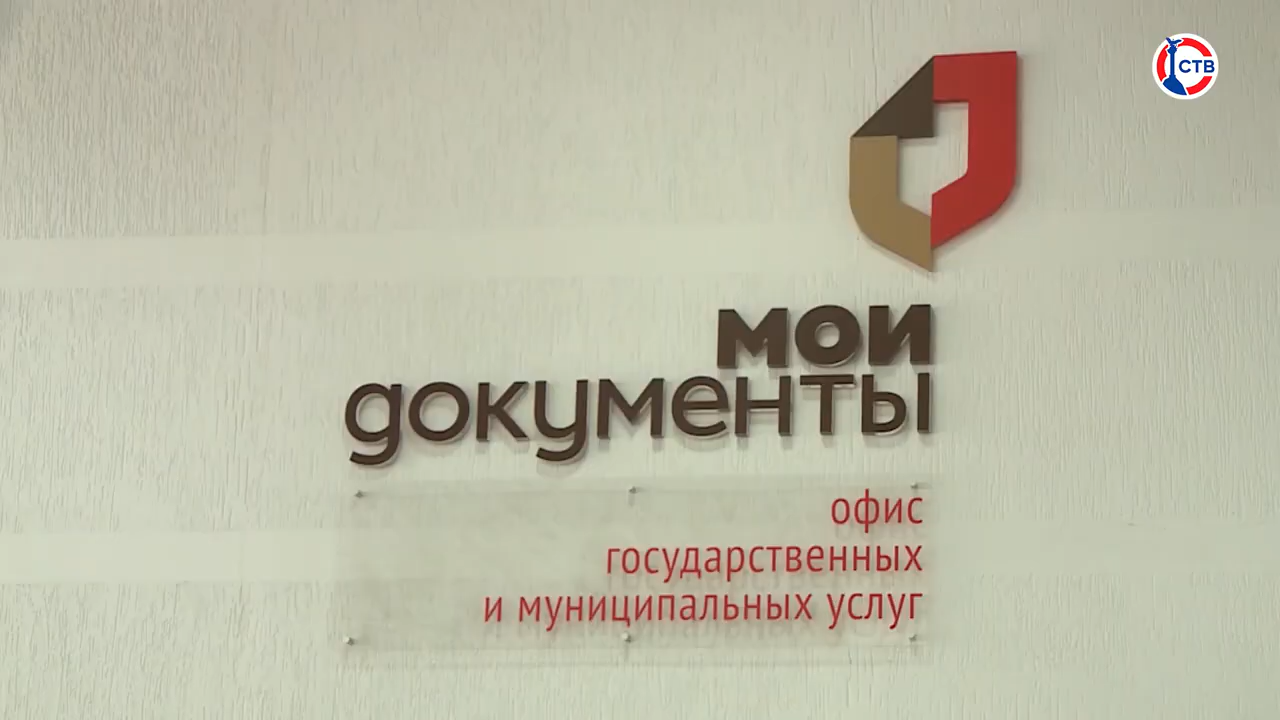 СТВ
мои
документы
офис
государственных
и муниципальных услуг